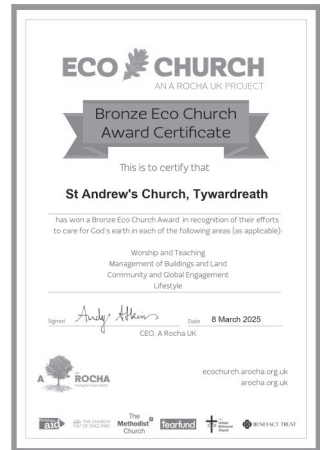 ECO CHURCH
AN A ROCHA UK PROJECT
Bronze Eco Church
Award Certificate
This is to certify that
St Andrew's Church, Tywardreath
has won a Bronze Eco Church Award in recognition of their efforts
to care for God's earth in each of the following areas (as applicable):
Worship and Teaching
Management of Buildings and Land
Community and Global Engagement
Lifestyle
Signed Andy Atkins Date 8 March 2025
CEO, A Rocha UK
A ROCHA
ecochurch.arocha.org.uk
arocha.org.uk
aid
THE CHURCH
OF ENGLAND
The
Methodist
Church
tearfund
United
Reformed
Church
BENEFACT TRUST